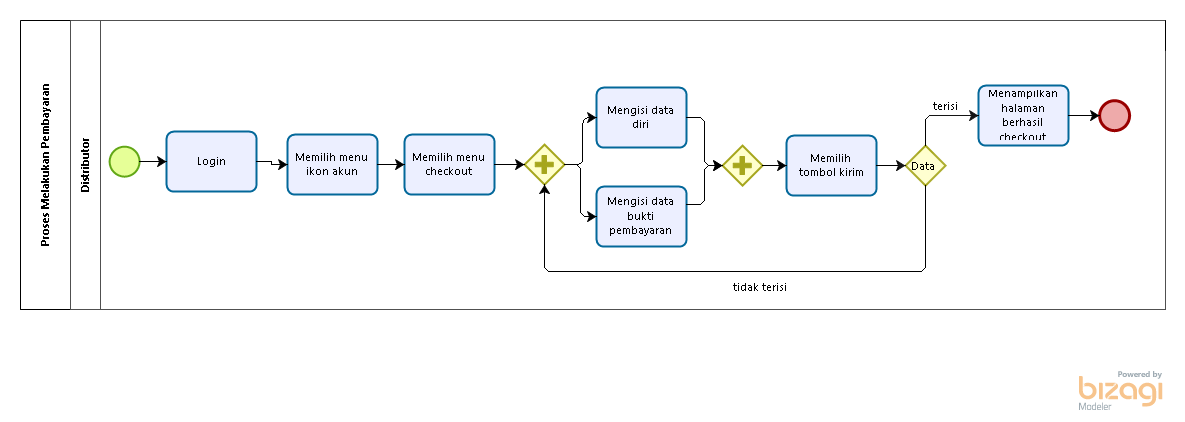 Proses Melakukan Pembayaran
Distributor
Login
Memilih menu
ikon akun
Memilih menu
checkout
Mengisi data
diri
Mengisi data
bukti
pembayaran
Memilih
tombol kirim
Data
terisi
tidak terisi
Menampilkan
halaman
berhasil
checkout
Powered by
bizagi
Modeler